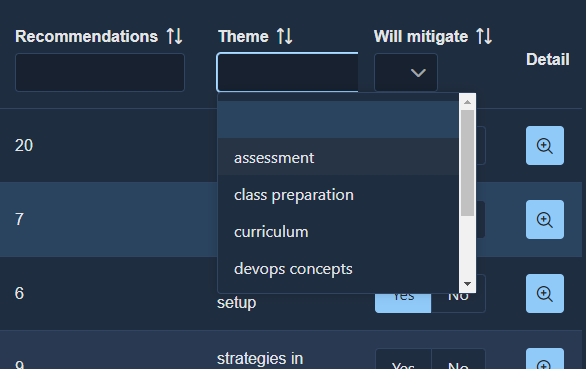 Recommendations
Theme
Will mitigate
Detail
20
assessment
7
class preparation
curriculum
devops concepts
6
setup
Yes No
9
strategies in
Yes No